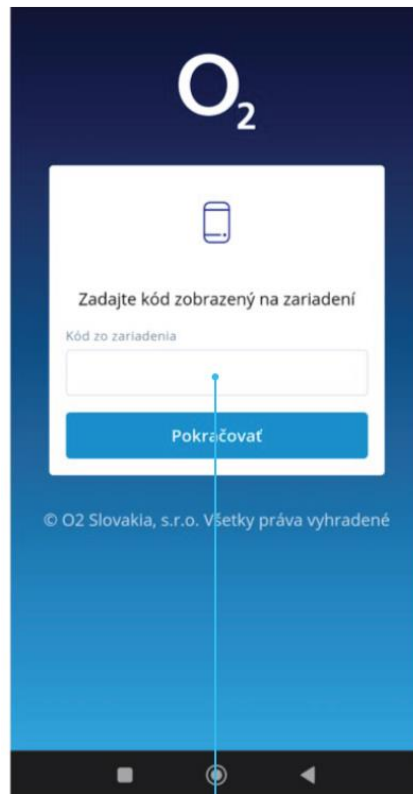 O2
Zadajte kód zobrazený na zariadení
Kód zo zariadenia
Pokračovať
© O2 Slovakia, s.r.o. Všetky práva vyhradené